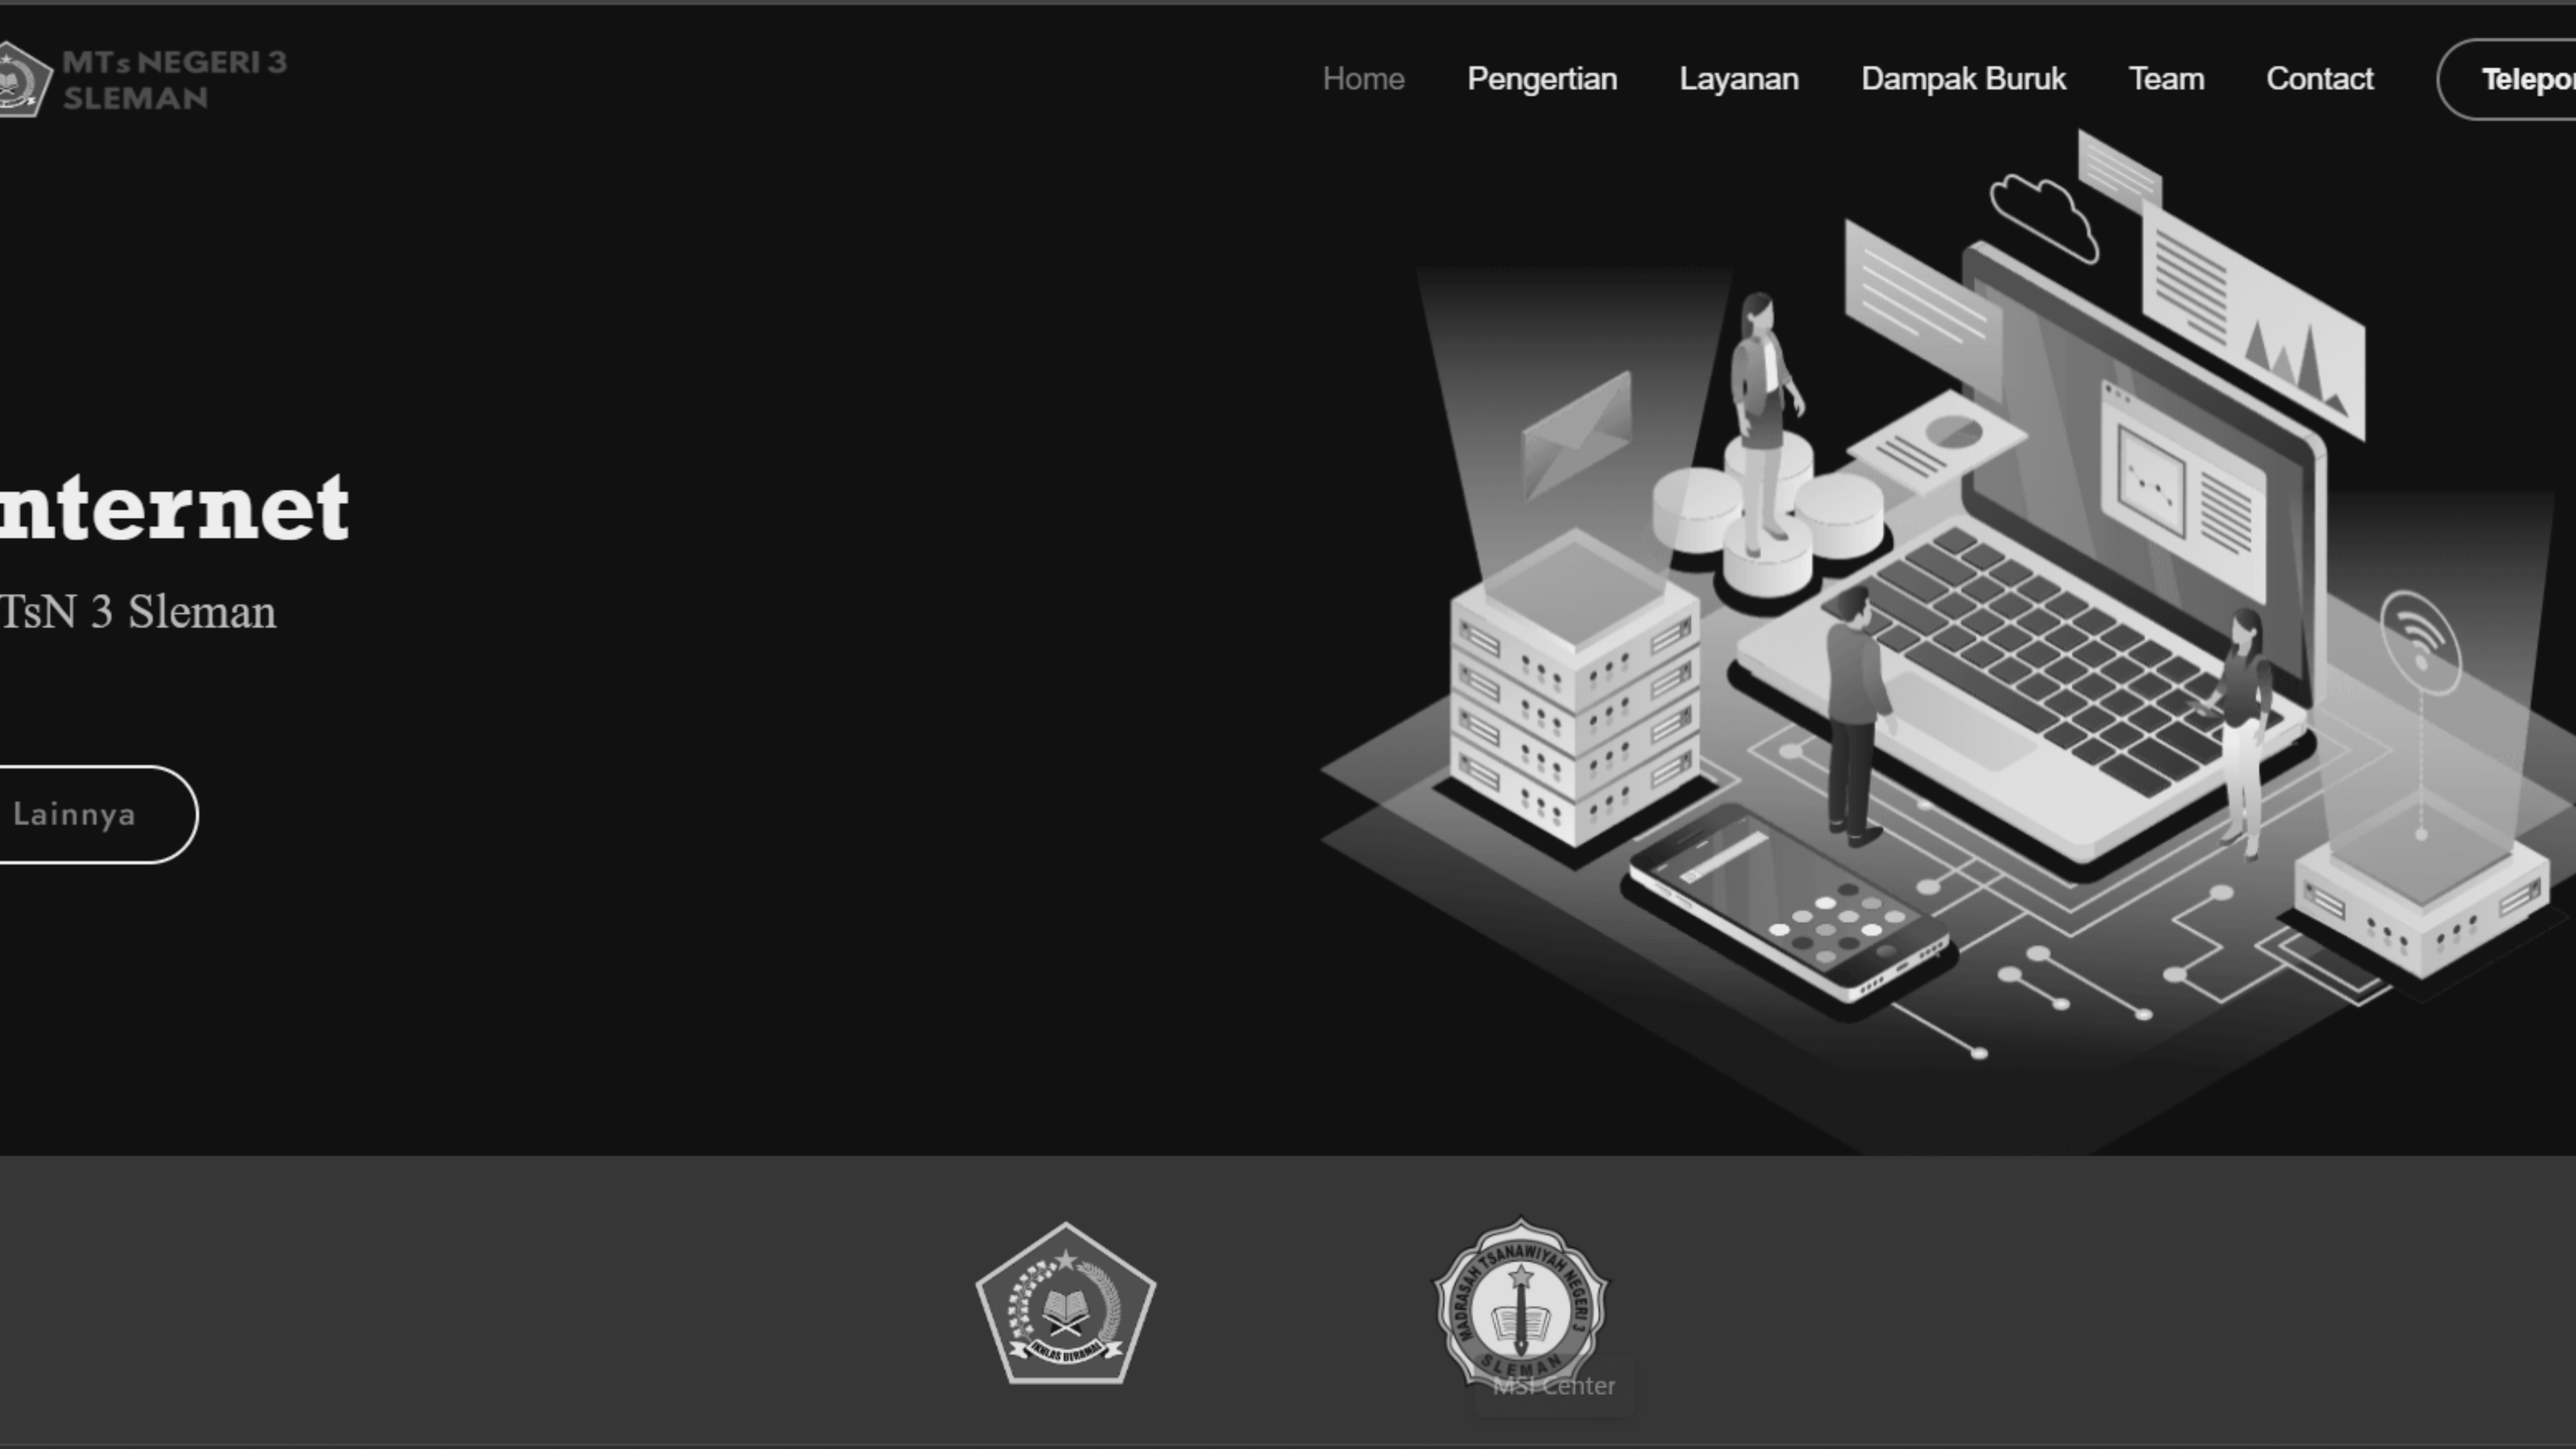 MTs NEGERI 3
SLEMAN
Home Pengertian Layanan Dampak Buruk Team Contact Telepo
nternet
TsN 3 Sleman
Lainnya
IKHLAS BERAMAL
MADRASAH TSANAWIYAH NEGERI 3
SLEMAN
MSI Center